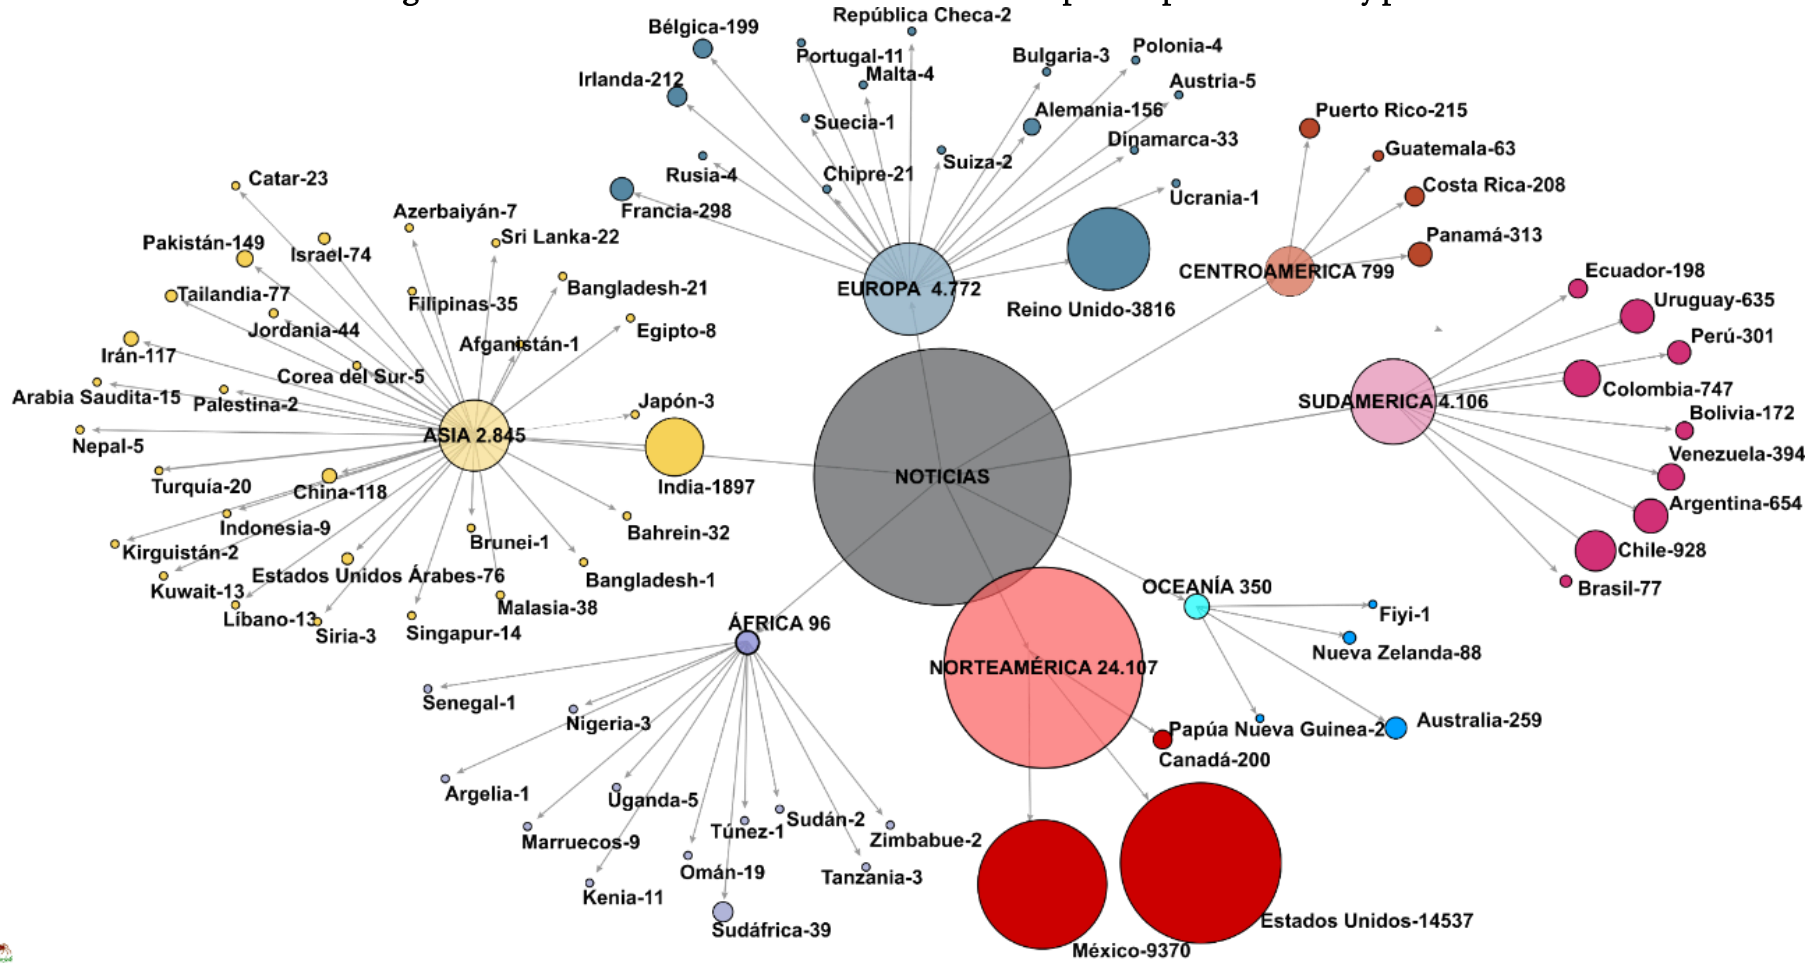 República Checa-2
Bélgica-199
Portugal-11
Bulgaria-3
Polonia-4
Irlanda-212
Malta-4
Austria-5
Suecia-1
Alemania-156
Dinamarca-33
Rusia-4
Chipre-21
Suiza-2
Ucrania-1
Francia-298
EUROPA 4.772
Reino Unido-3816
Puerto Rico-215
Guatemala-63
Costa Rica-208
Panamá-313
CENTROAMERICA 799
Catar-23
Azerbaiyán-7
Sri Lanka-22
Pakistán-149
Israel-74
Bangladesh-21
Tailandia-77
Filipinas-35
Jordania-44
Egipto-8
Afganistán-1
Irán-117
Corea del Sur-5
Arabia Saudita-15
Palestina-2
Japón-3
ASIA 2.845
Nepal-5
India-1897
Turquía-20
China-118
Indonesia-9
Bahrein-32
Kirguistán-2
Brunei-1
Estados Unidos Árabes-76
Bangladesh-1
Kuwait-13
Malasia-38
Líbano-13
Siria-3
Singapur-14
NOTICIAS
Ecuador-198
Uruguay-635
Perú-301
Colombia-747
SUDAMERICA 4.106
Bolivia-172
Venezuela-394
Argentina-654
Chile-928
Brasil-77
OCEANÍA 350
Fiyi-1
Nueva Zelanda-88
Papúa Nueva Guinea-2
Australia-259
ÁFRICA 96
Senegal-1
Nigeria-3
Argelia-1
Uganda-5
Marruecos-9
Túnez-1
Sudán-2
Zimbabue-2
Omán-19
Tanzania-3
Kenia-11
Sudáfrica-39
NORTEAMÉRICA 24.107
Canadá-200
Estados Unidos-14537
México-9370